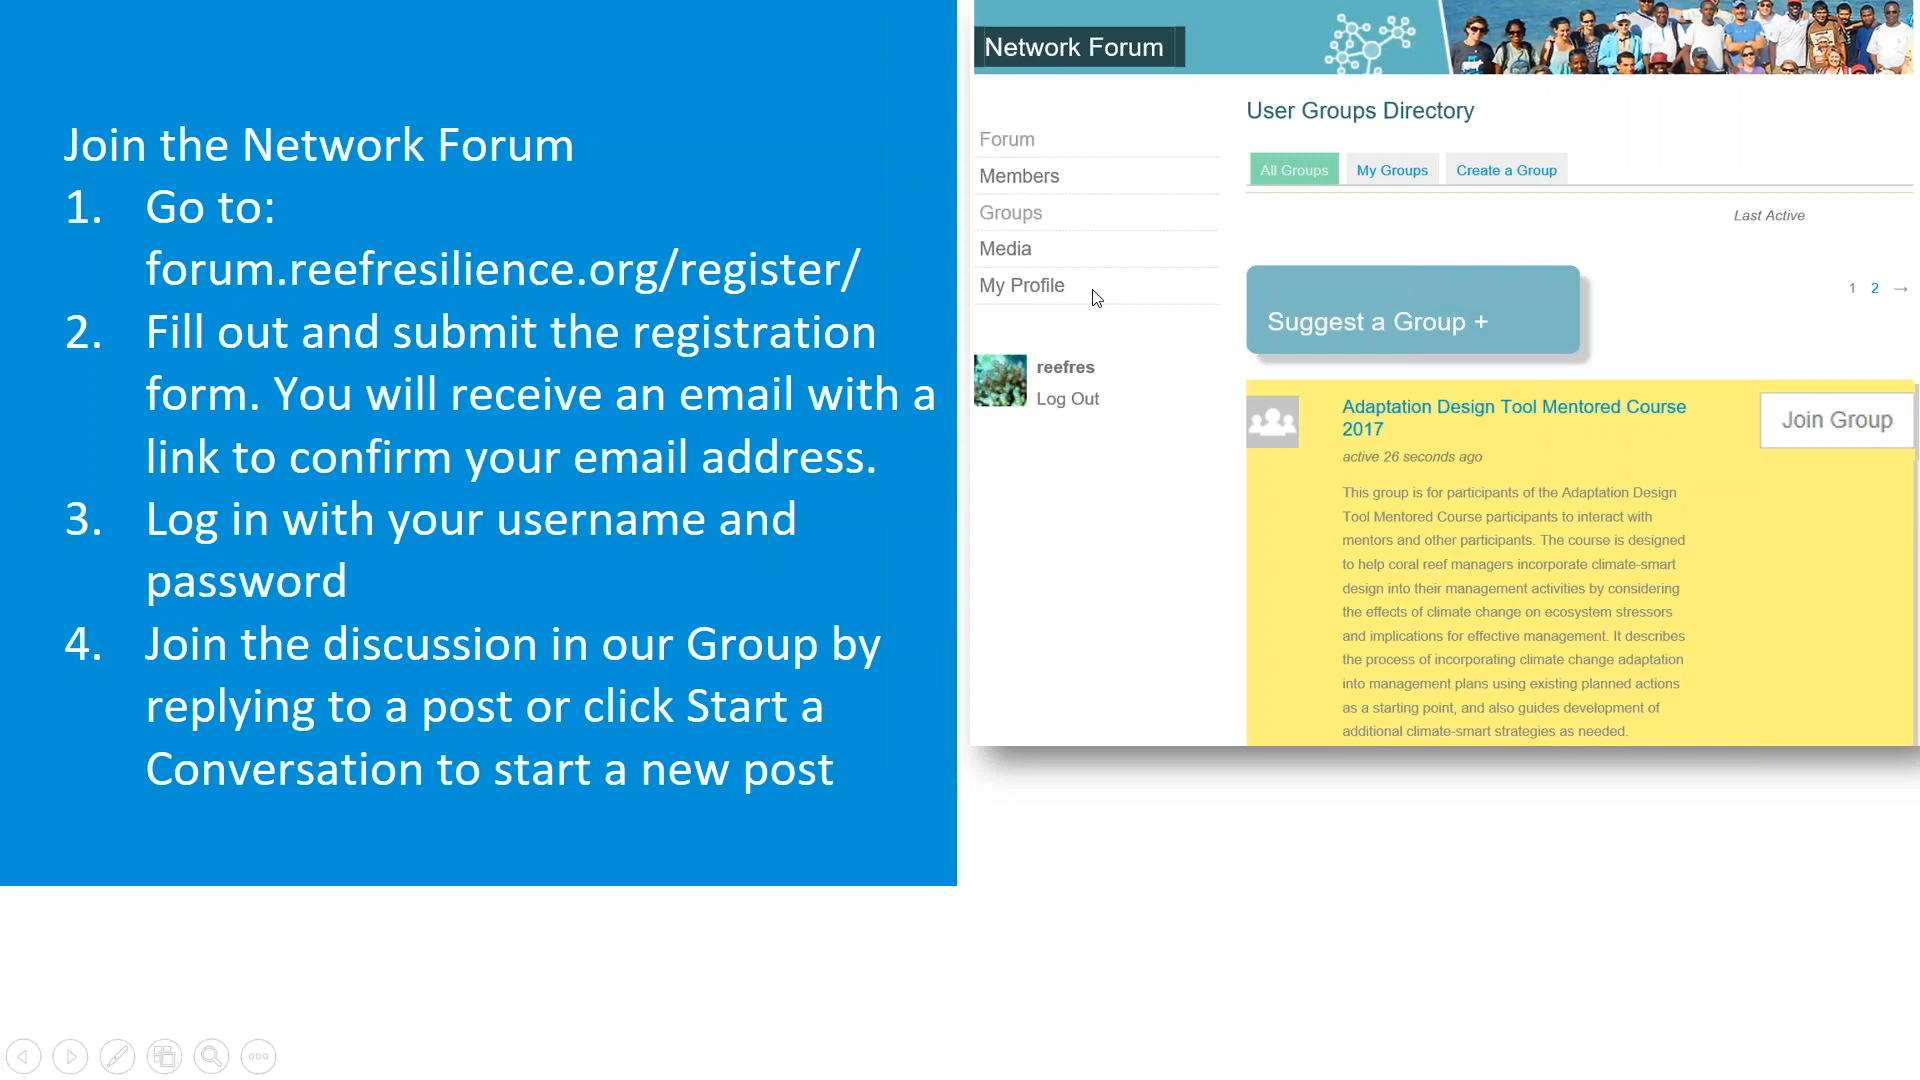 Join the Network Forum
1. Go to:
forum.reefresilience.org/register/
2. Fill out and submit the registration
form. You will receive an email with a
link to confirm your email address.
3. Log in with your username and
password
4. Join the discussion in our Group by
replying to a post or click Start a
Conversation to start a new post
Network Forum
Forum
Members
Groups
Media
My Profile
reefres
Log Out
User Groups Directory
All Groups
My Groups
Create a Group
Last Active
1 2 →
Suggest a Group +
Adaptation Design Tool Mentored Course
2017
active 26 seconds ago
Join Group
This group is for participants of the Adaptation Design
Tool Mentored Course participants to interact with
mentors and other participants. The course is designed
to help coral reef managers incorporate climate-smart
design into their management activities by considering
the effects of climate change on ecosystem stressors
and implications for effective management. It describes
the process of incorporating climate change adaptation
into management plans using existing planned actions
as a starting point, and also guides development of
additional climate-smart strategies as needed.